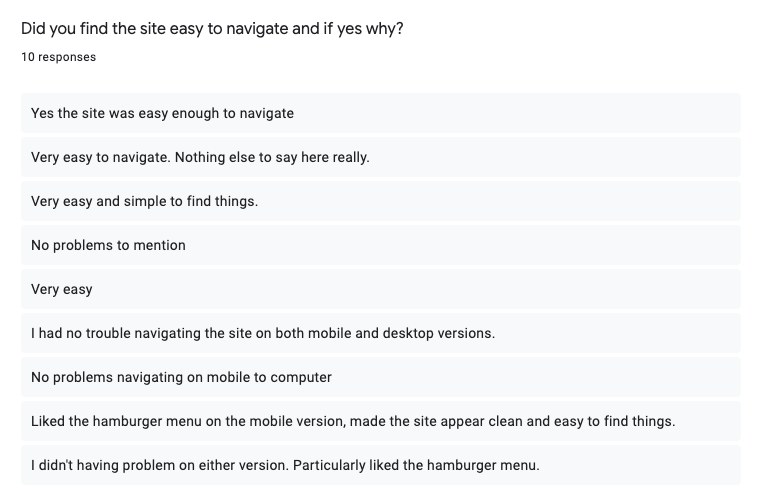 Did you find the site easy to navigate and if yes why?
10 responses
Yes the site was easy enough to navigate
Very easy to navigate. Nothing else to say here really.
Very easy and simple to find things.
No problems to mention
Very easy
I had no trouble navigating the site on both mobile and desktop versions.
No problems navigating on mobile to computer
Liked the hamburger menu on the mobile version, made the site appear clean and easy to find things.
I didn't having problem on either version. Particularly liked the hamburger menu.